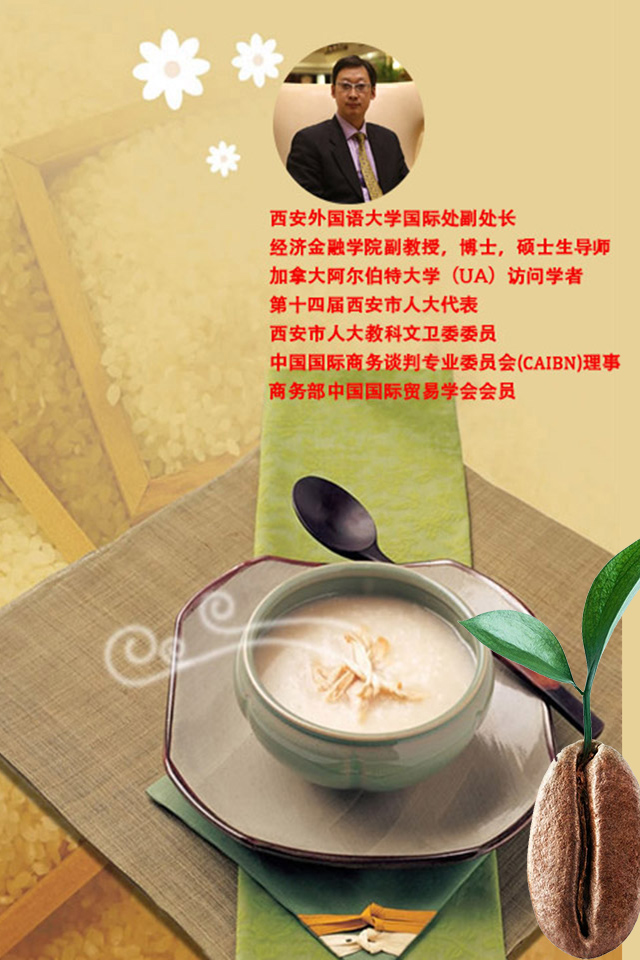 西安外国语大学国际处副处长
经济金融学院副教授，博士，硕士生导师
加拿大阿尔伯特大学（UA）访问学者
第十四届西安市人大代表
西安市人大教科文卫委委员
中国国际商务谈判专业委员会(CAIBN)理事
商务部中国国际贸易学会会员